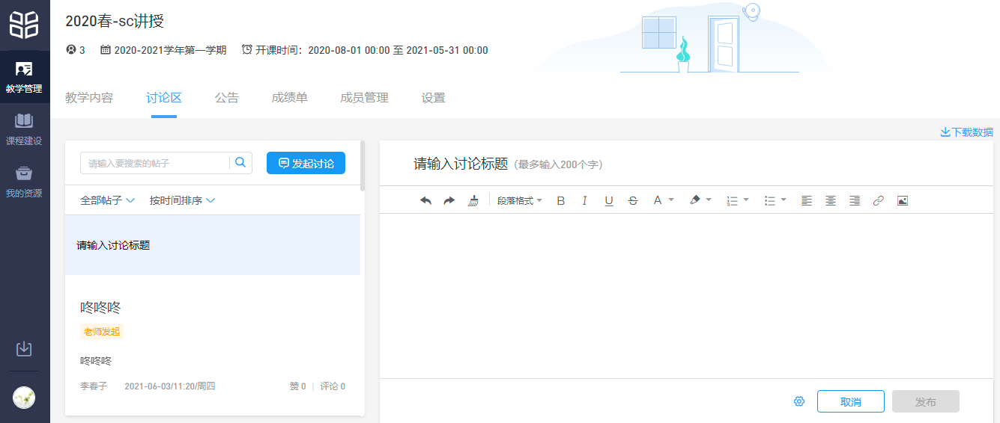 2020春-sc讲授
3 2020-2021学年第一学期 开课时间：2020-08-01 00:00 至 2021-05-31 00:00
教学管理
课程建设
我的资源
教学内容 讨论区 公告 成绩单 成员管理 设置
下载数据
请输入要搜索的帖子 发起讨论
全部帖子 按时间排序
请输入讨论标题
咚咚咚
老师发起
咚咚咚
李春子 2021-06-03/11:20/周四 赞 0 | 评论 0
请输入讨论标题（最多输入200个字）
段落格式 B I U S A
取消 发布